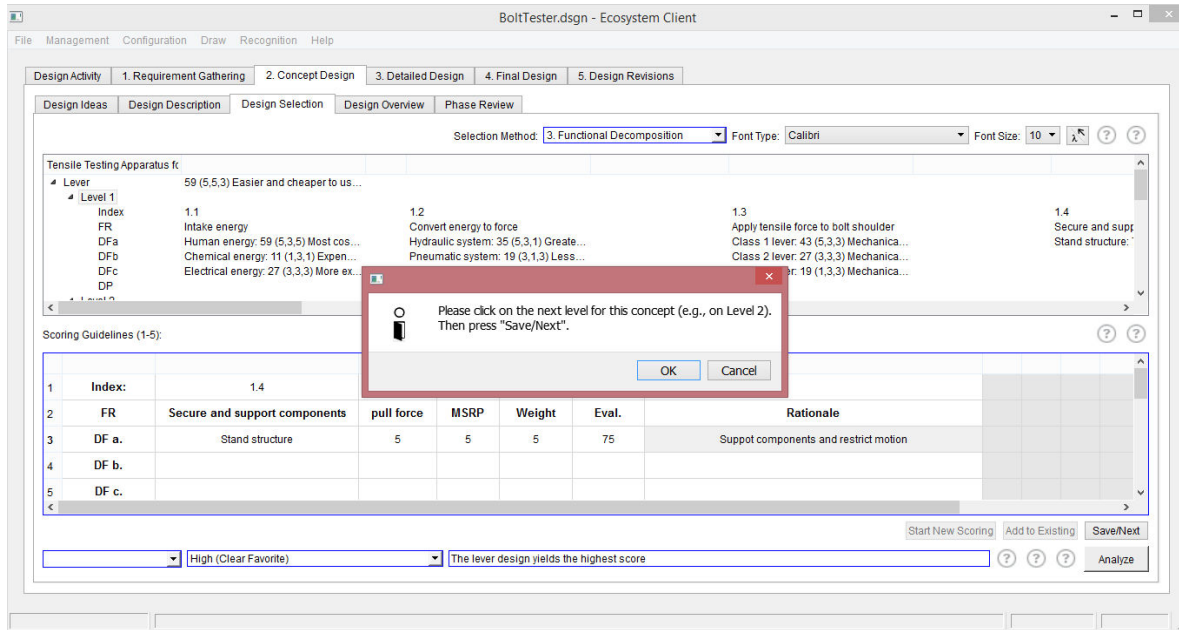 BoltTester.dsgn - Ecosystem Client
File Management Configuration Draw Recognition Help
Design Activity 1. Requirement Gathering 2. Concept Design 3. Detailed Design 4. Final Design 5. Design Revisions
Design Ideas Design Description Design Selection Design Overview Phase Review
Selection Method: 3. Functional Decomposition Font Type: Calibri Font Size: 10 ? ?
Tensile Testing Apparatus fc
Lever 59 (5,5,3) Easier and cheaper to us...
Level 1
Index 1.1 1.2 1.3 1.4
FR Intake energy Convert energy to force Apply tensile force to bolt shoulder Secure and supp
DFa Human energy: 59 (5,3,5) Most cos... Hydraulic system: 35 (5,3,1) Greate... Class 1 lever: 43 (5,3,3) Mechanica... Stand structure:
DFb Chemical energy: 11 (1,3,1) Expen... Pneumatic system: 19 (3,1,3) Less... Class 2 lever: 27 (3,3,3) Mechanica...
DFc Electrical energy: 27 (3,3,3) More ex... er: 19 (1,3,3) Mechanica...
DP
Level 2
Please click on the next level for this concept (e.g., on Level 2).
Then press "Save/Next".
OK Cancel
Scoring Guidelines (1-5): ? ?
1 Index: 1.4
2 FR Secure and support components pull force MSRP Weight Eval. Rationale
3 DF a. Stand structure 5 5 5 75 Suppot components and restrict motion
4 DF b.
5 DF c.
Start New Scoring Add to Existing Save/Next
High (Clear Favorite) The lever design yields the highest score ? ? ? Analyze